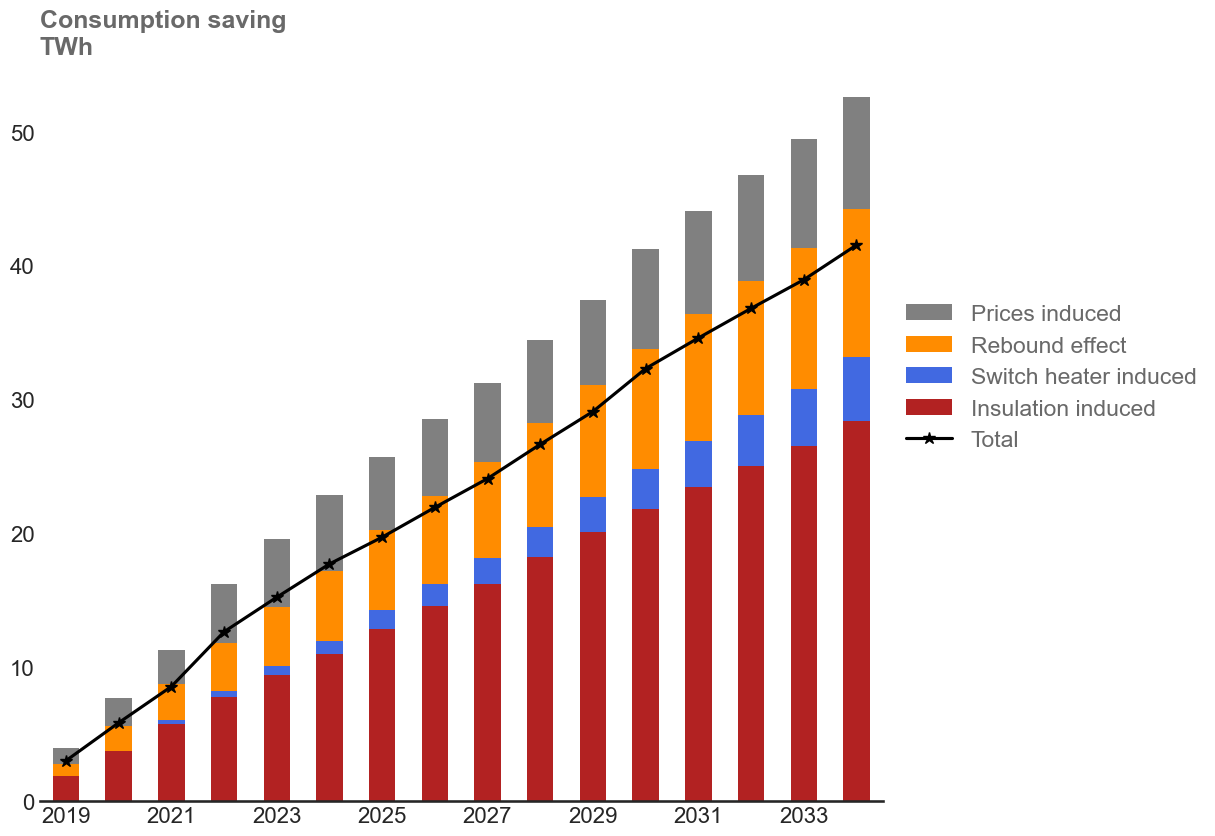 Consumption saving
TWh
50
40
30
20
10
0
2019 2021 2023 2025 2027 2029 2031 2033
Prices induced
Rebound effect
Switch heater induced
Insulation induced
Total